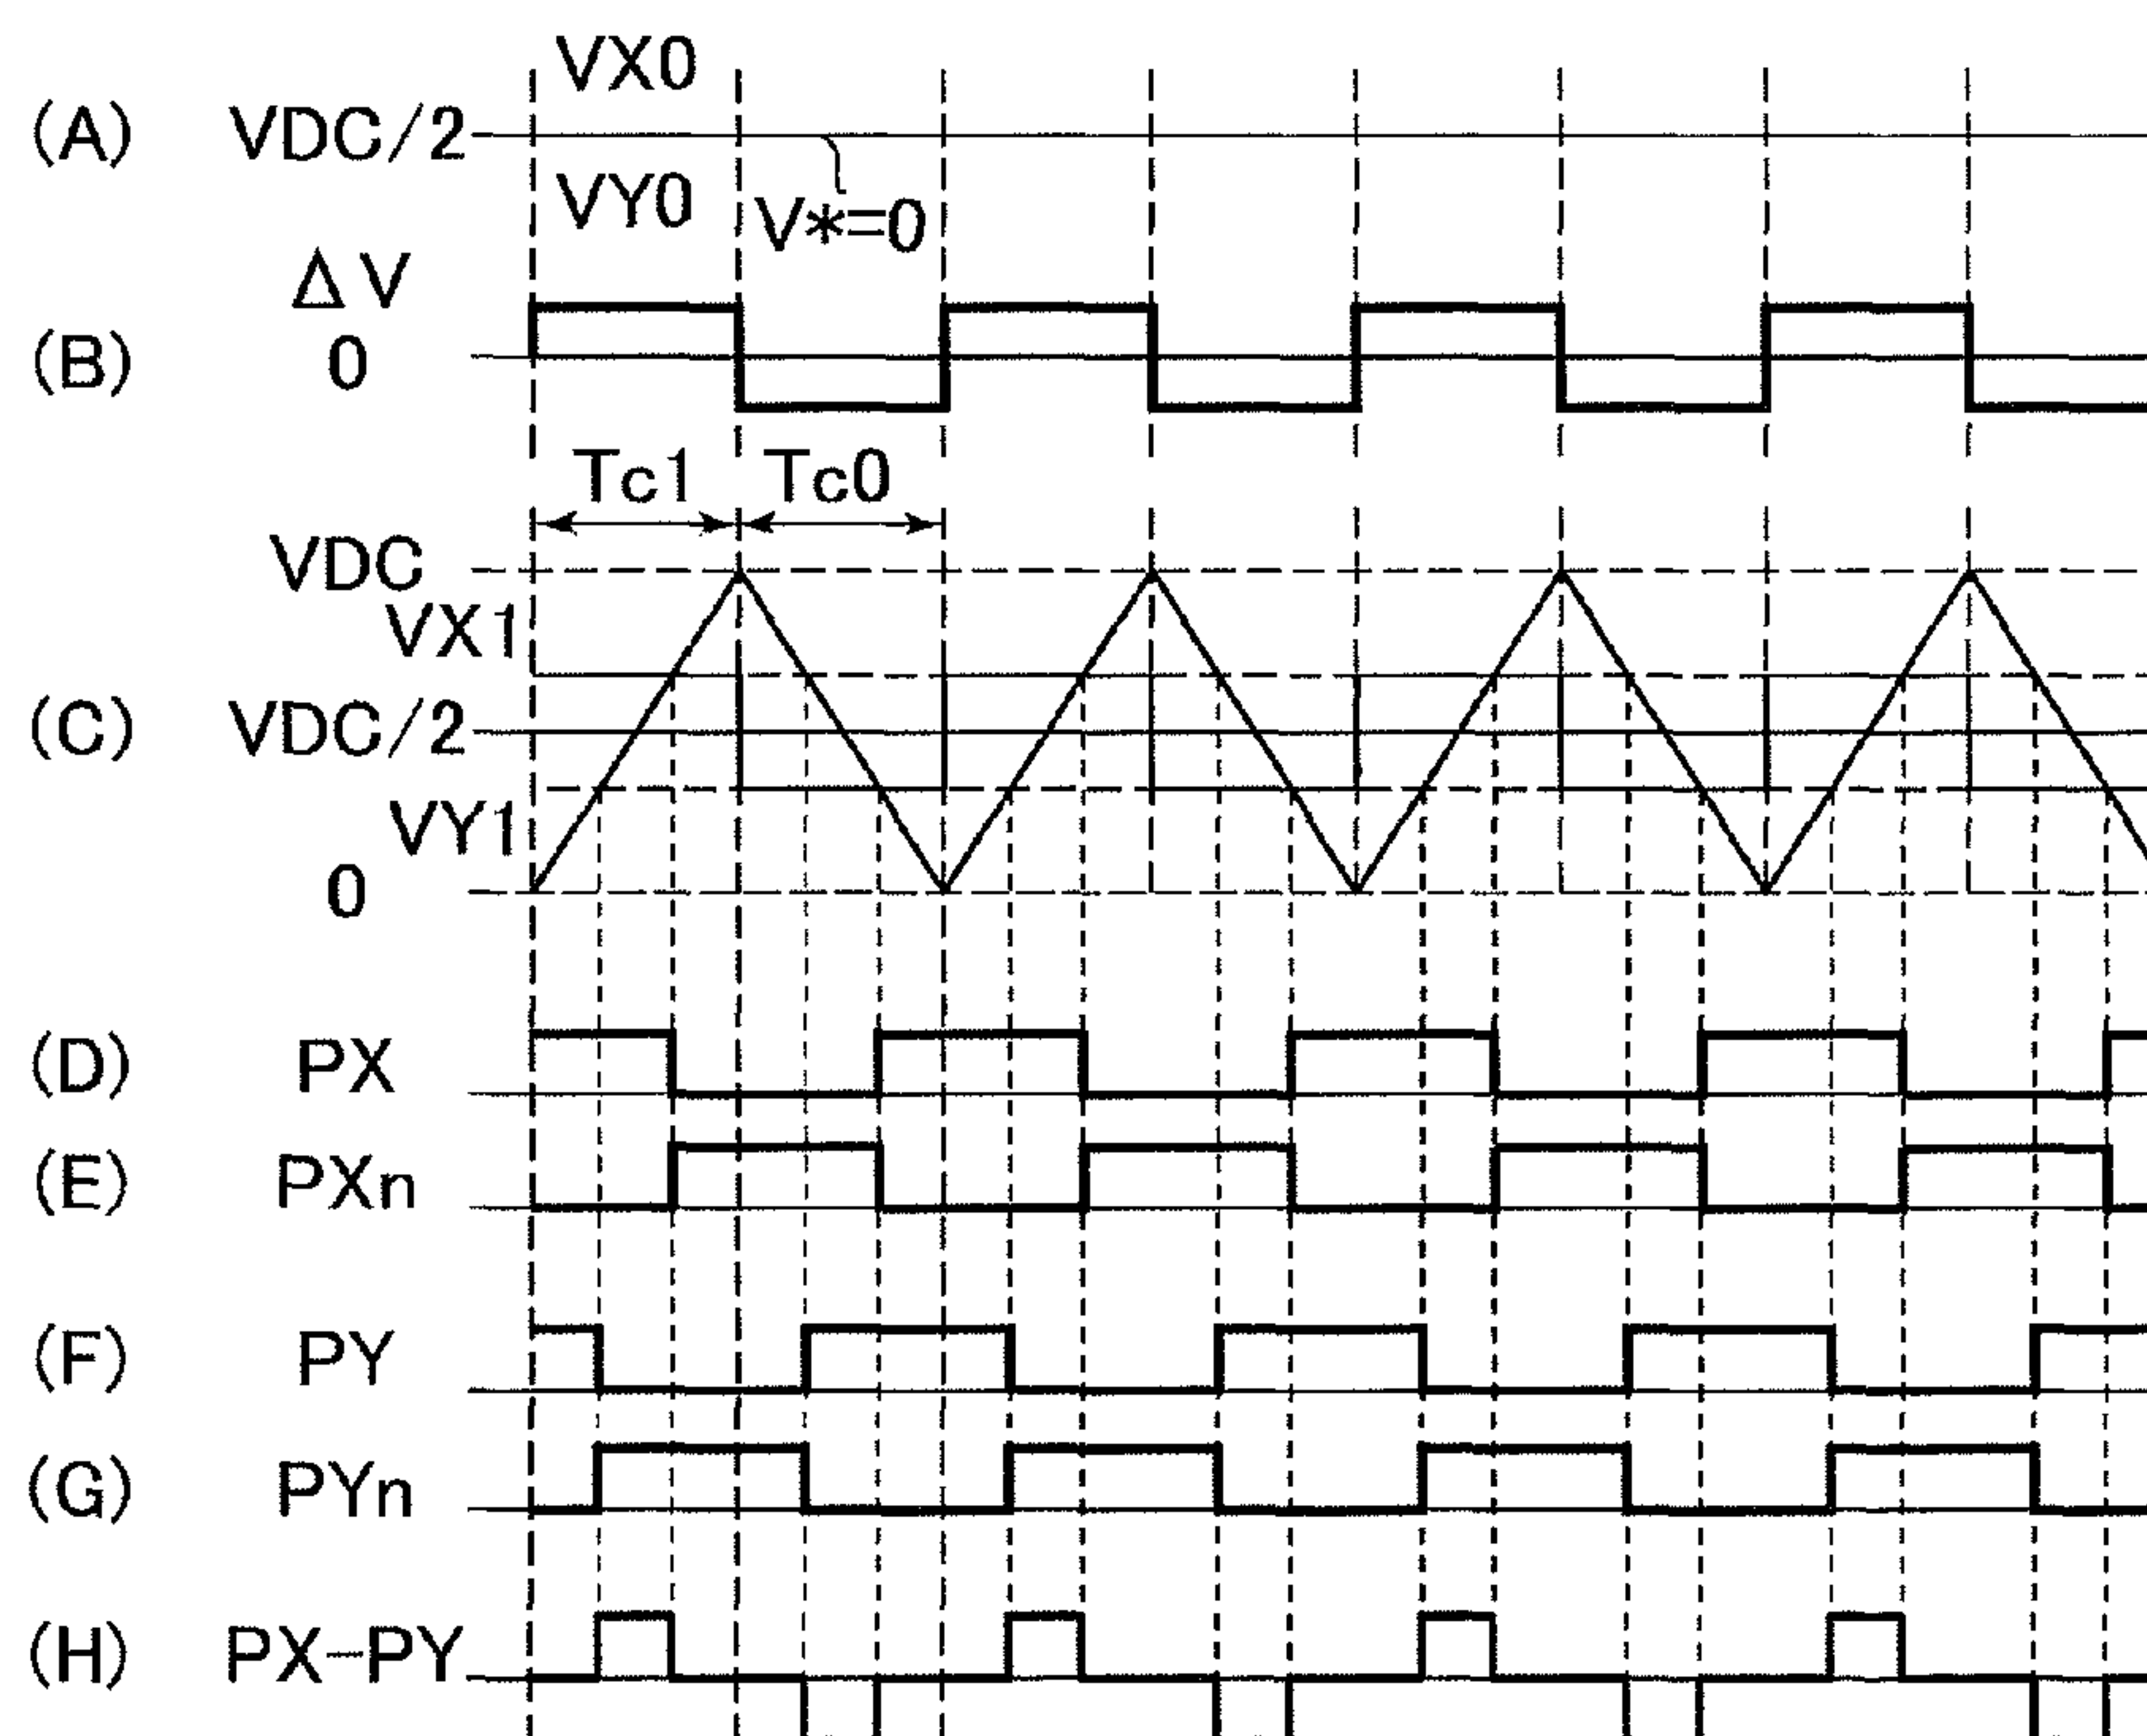 VX0
(A) VDC/2
VY0
V*=0
ΔV
(B) 0
Tc1 Tc0
VDC
VX1
(C) VDC/2
VY1
0
(D) PX
(E) PXn
(F) PY
(G) PYn
(H) PX-PY